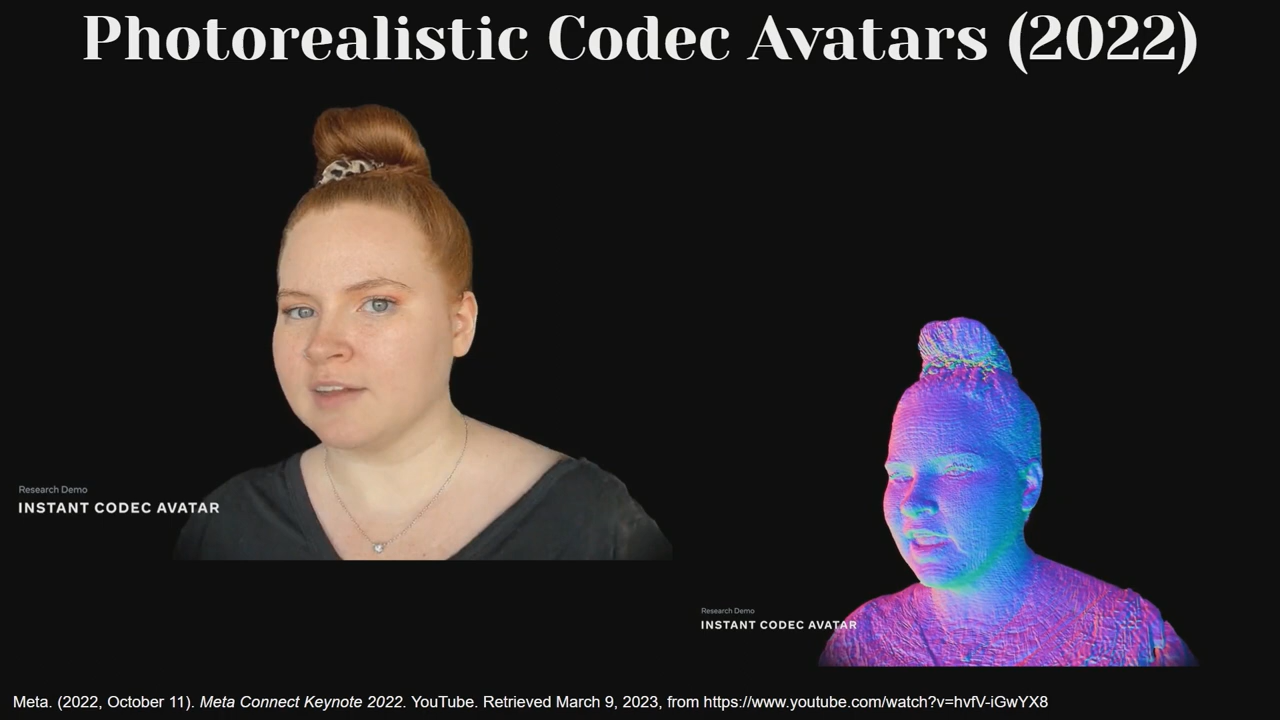 Photorealistic Codec Avatars (2022)
Research Demo
INSTANT CODEC AVATAR
Research Demo
INSTANT CODEC AVATAR
Meta. (2022, October 11). Meta Connect Keynote 2022. YouTube. Retrieved March 9, 2023, from https://www.youtube.com/watch?v=hvfV-iGwYX8